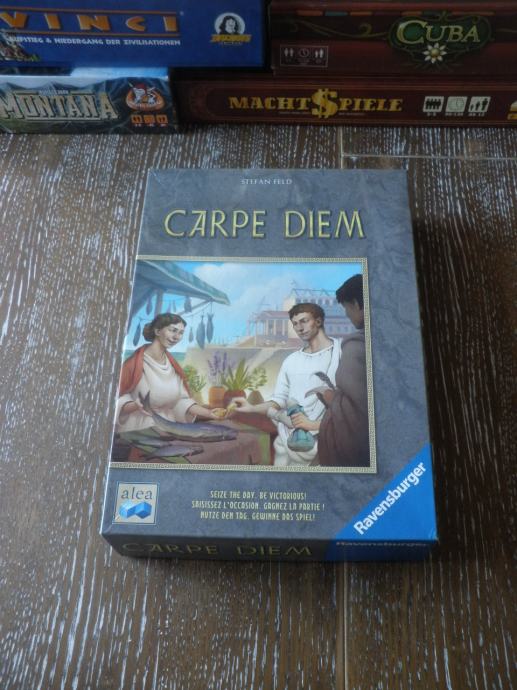 VINCI
AUFSTIEG & NIEDERGANG DER ZIVILISATIONEN
CUBA
MONTANA
MACHT$PIELE
STEFAN FELD
CARPE DIEM
alea
SEIZE THE DAY. BE VICTORIOUS!
SAISISSEZ L'OCCASION. GAGNEZ LA PARTIE !
NUTZE DEN TAG. GEWINNE DAS SPIEL!
Ravensburger
CARPE DIEM
Ravensburger